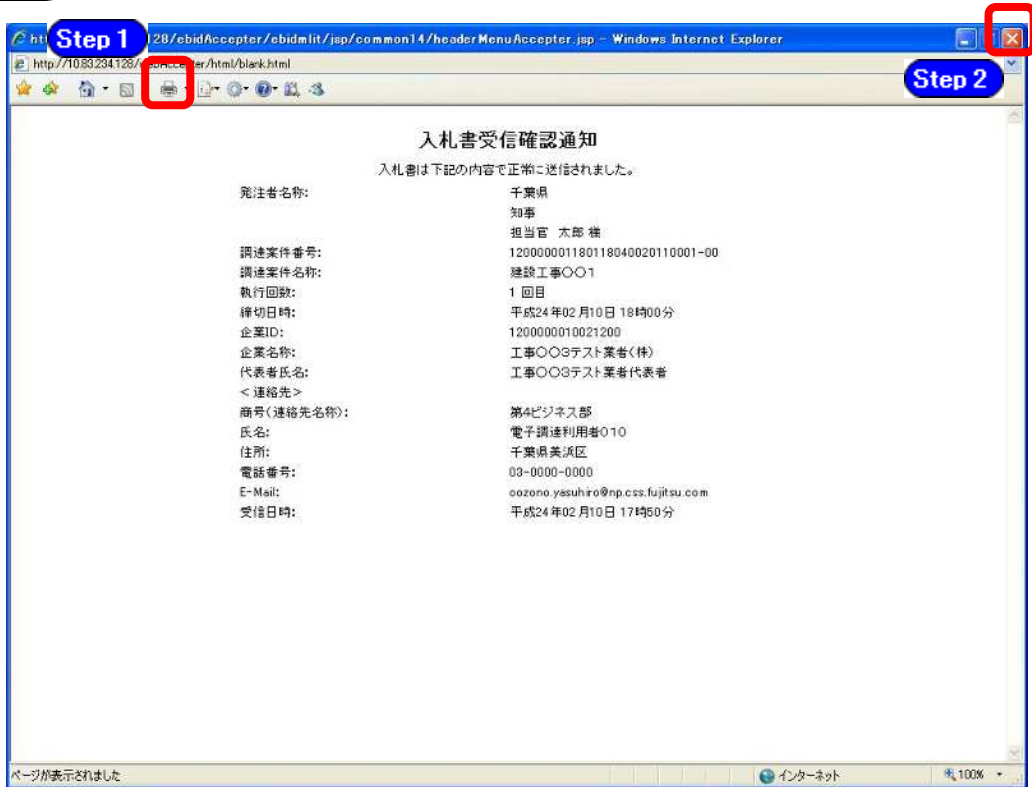 Step 1
128/ebidAccepter/ebidmlit/jsp/common14/headerMenuAccepter.jsp - Windows Internet Explorer
Step 2
入札書受信確認通知
入札書は下記の内容で正常に送信されました。
発注者名称: 千葉県
知事
担当官 太郎 様
調達案件番号: 120000001180118040020110001-00
調達案件名称: 建設工事〇〇1
執行回数: 1 回目
締切日時: 平成24年02月10日 18時00分
企業ID: 1200000010021200
企業名称: 工事〇〇3テスト業者(株)
代表者氏名: 工事〇〇3テスト業者代表者
<連絡先>
商号(連絡先名称): 第4ビジネス部
氏名: 電子調達利用者010
住所: 千葉県美浜区
電話番号: 03-0000-0000
E-Mail: oozono.yasuhiro@np.css.fujitsu.com
受信日時: 平成24年02月10日 17時50分
ページが表示されました インターネット 100%